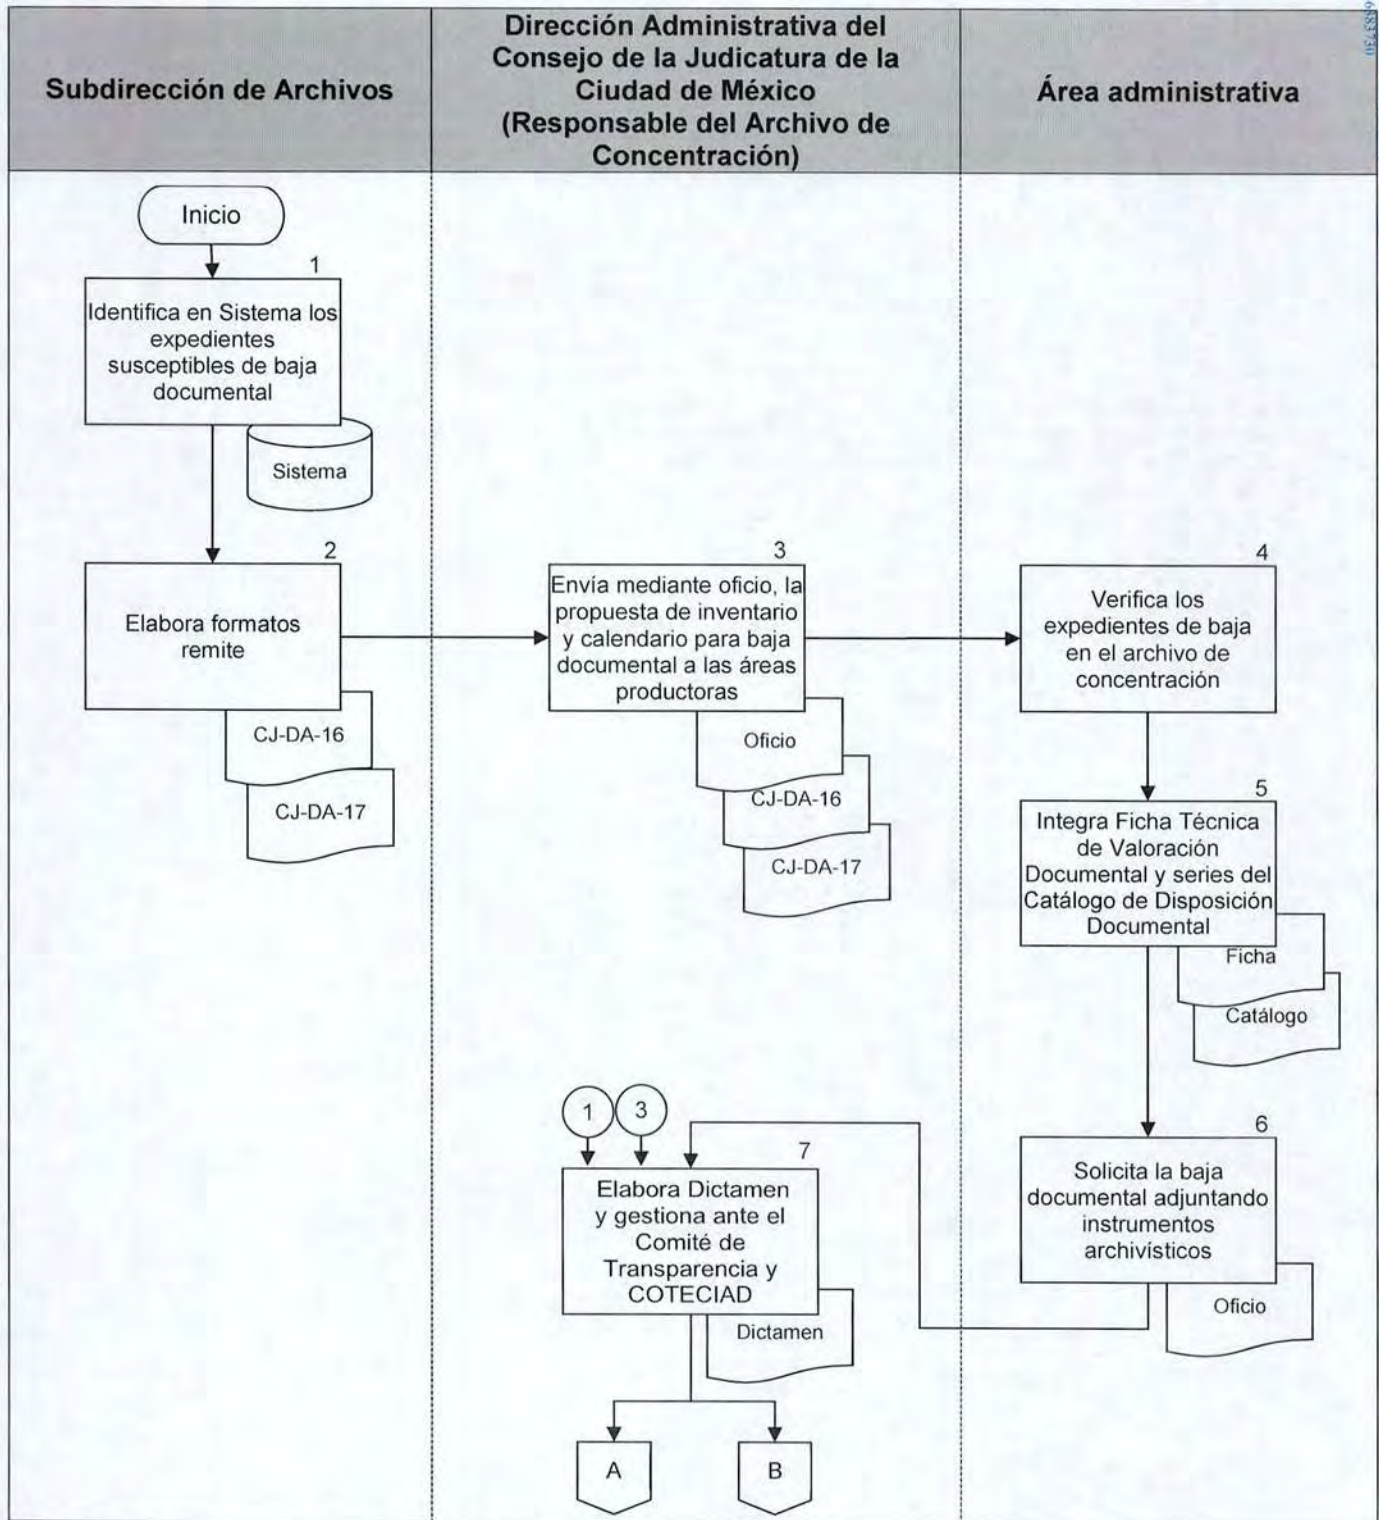 6883730
Subdirección de Archivos
Dirección Administrativa del
Consejo de la Judicatura de la
Ciudad de México
(Responsable del Archivo de
Concentración)
Área administrativa
Inicio
1
Identifica en Sistema los
expedientes
susceptibles de baja
documental
Sistema
2
Elabora formatos
remite
CJ-DA-16
CJ-DA-17
3
Envía mediante oficio, la
propuesta de inventario
y calendario para baja
documental a las áreas
productoras
Oficio
CJ-DA-16
CJ-DA-17
4
Verifica los
expedientes de baja
en el archivo de
concentración
5
Integra Ficha Técnica
de Valoración
Documental y series del
Catálogo de Disposición
Documental
Ficha
Catálogo
6
Solicita la baja
documental adjuntando
instrumentos
archivísticos
Oficio
1
3
7
Elabora Dictamen
y gestiona ante el
Comité de
Transparencia y
COTECIAD
Dictamen
A
B